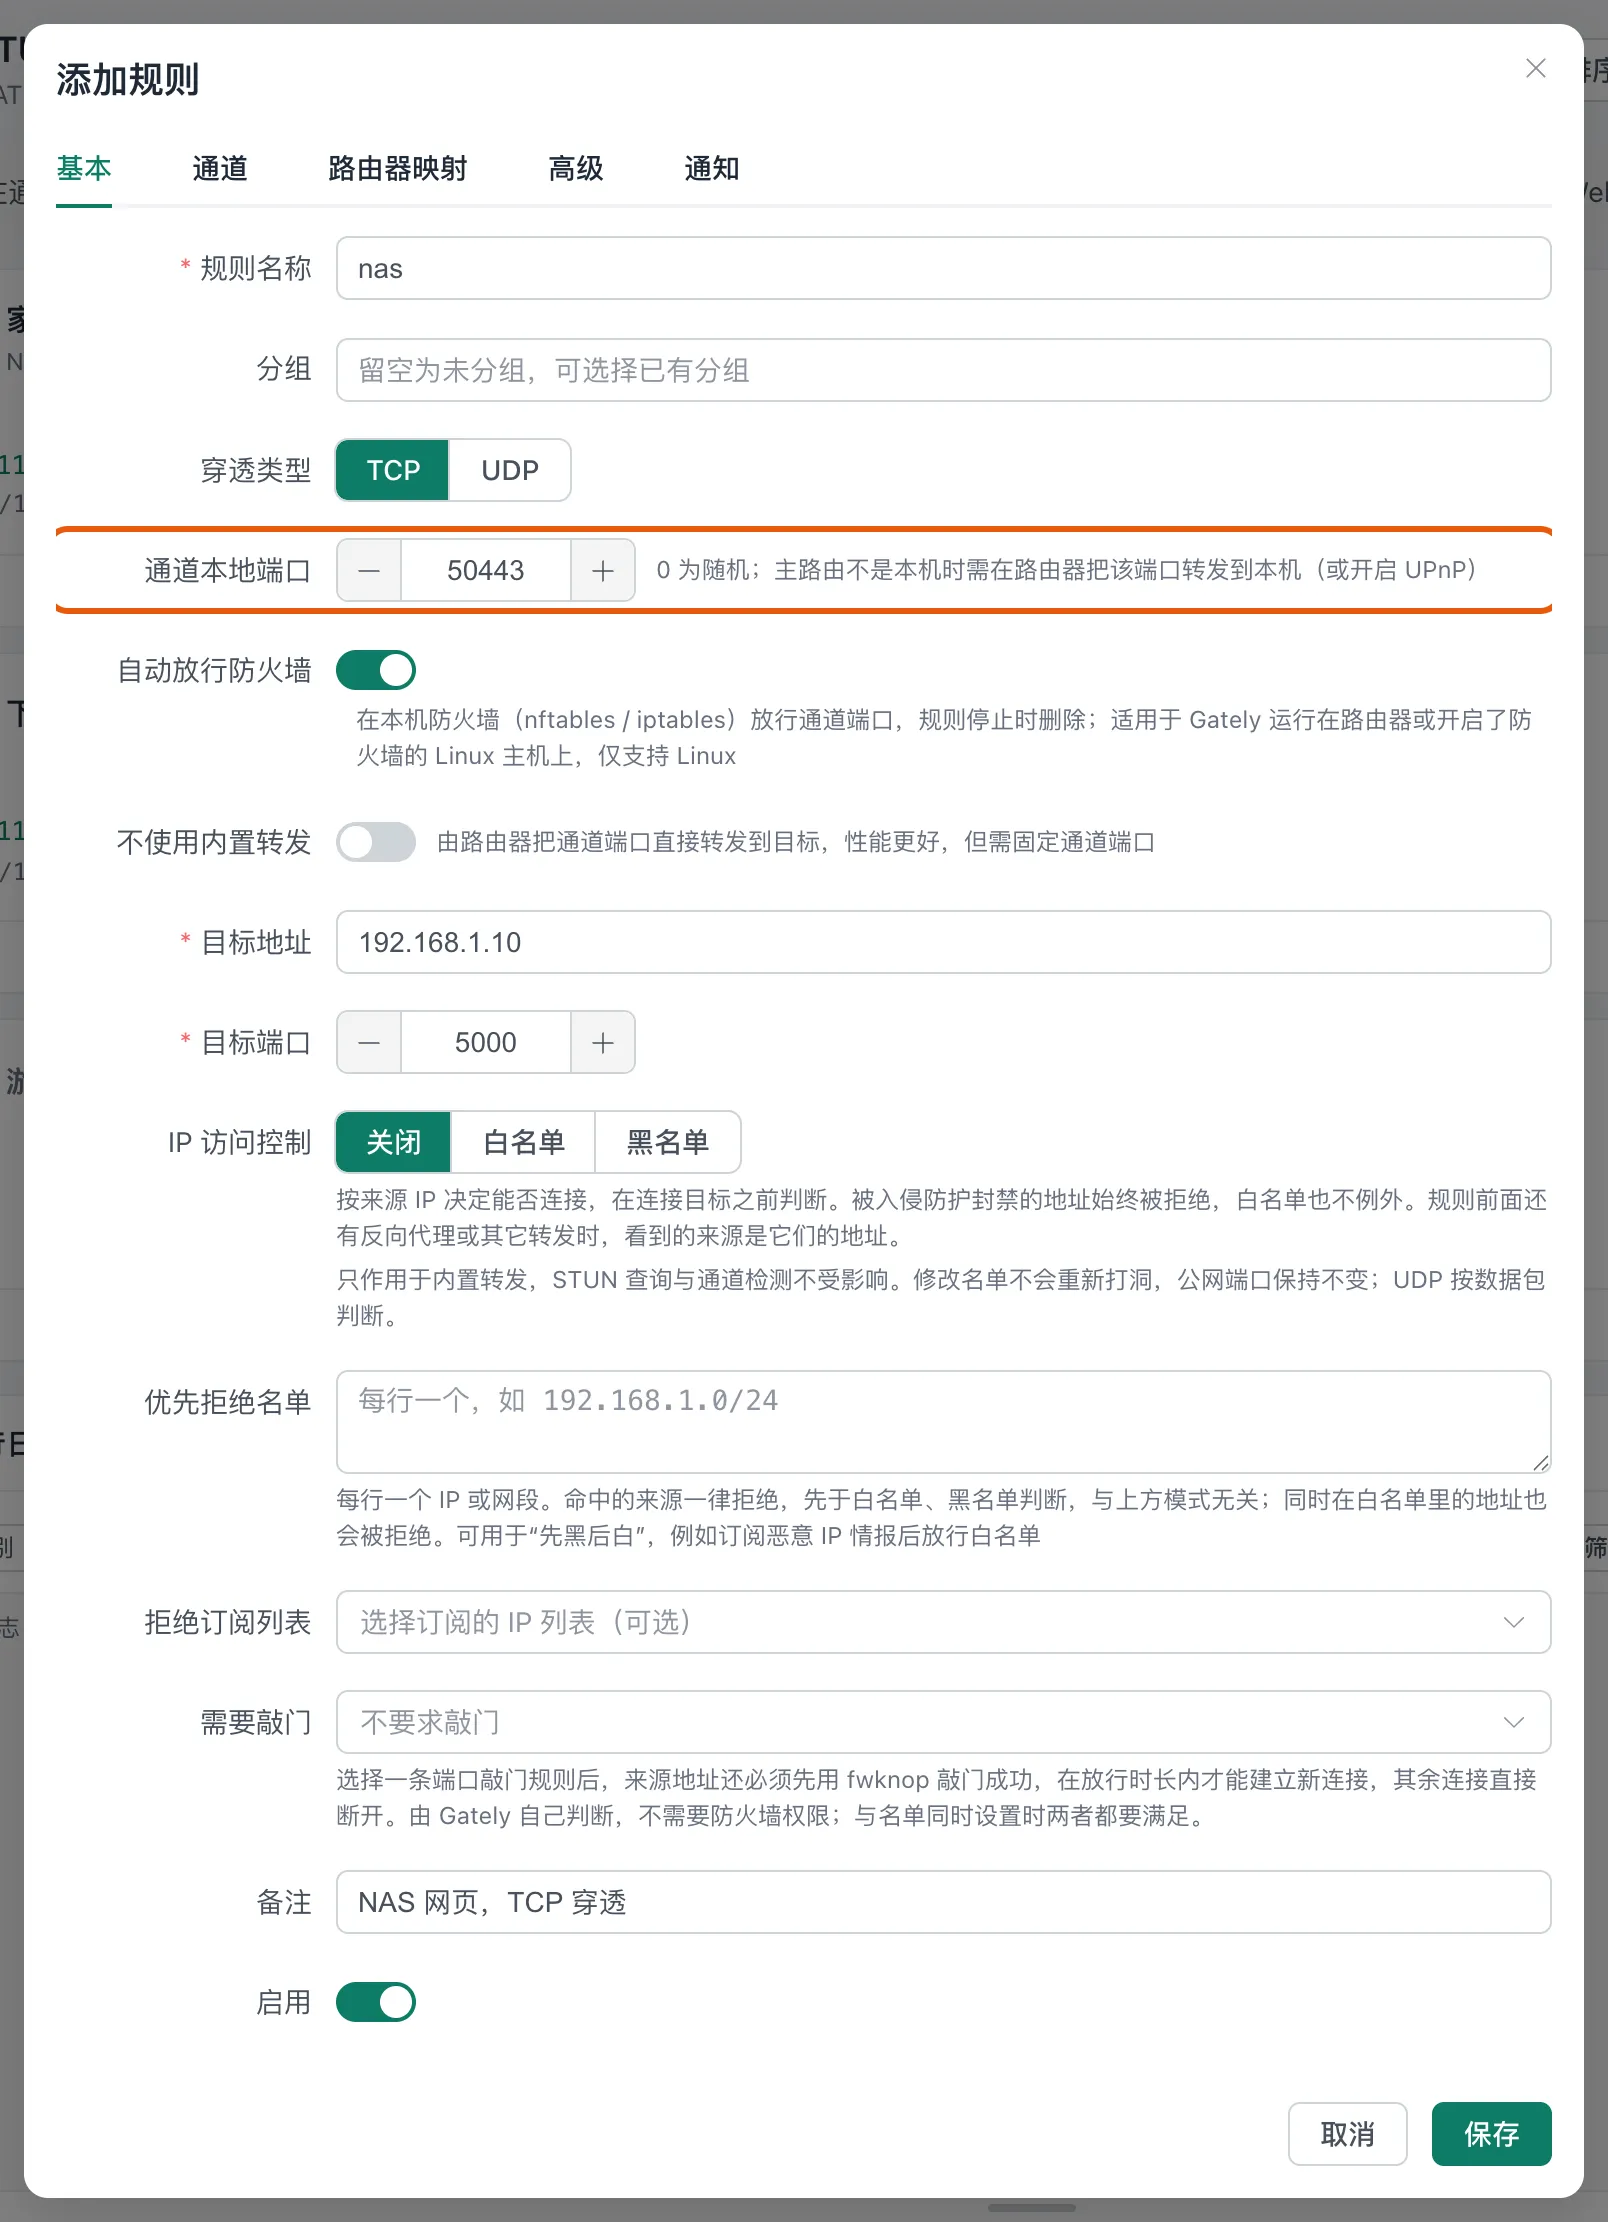 添加规则
基本 通道 路由器映射 高级 通知
* 规则名称 nas
分组 留空为未分组，可选择已有分组
穿透类型 TCP UDP
通道本地端口 — 50443 + 0 为随机；主路由不是本机时需在路由器把该端口转发到本机（或开启 UPnP）
自动放行防火墙
在本机防火墙（nftables / iptables）放行通道端口，规则停止时删除；适用于 Gately 运行在路由器或开启了防
火墙的 Linux 主机上，仅支持 Linux
不使用内置转发 由路由器把通道端口直接转发到目标，性能更好，但需固定通道端口
* 目标地址 192.168.1.10
* 目标端口 — 5000 +
IP 访问控制 关闭 白名单 黑名单
按来源 IP 决定能否连接，在连接目标之前判断。被入侵防护封禁的地址始终被拒绝，白名单也不例外。规则前面还
有反向代理或其它转发时，看到的来源是它们的地址。
只作用于内置转发，STUN 查询与通道检测不受影响。修改名单不会重新打洞，公网端口保持不变；UDP 按数据包
判断。
优先拒绝名单 每行一个，如 192.168.1.0/24
每行一个 IP 或网段。命中的来源一律拒绝，先于白名单、黑名单判断，与上方模式无关；同时在白名单里的地址也
会被拒绝。可用于“先黑后白”，例如订阅恶意 IP 情报后放行白名单
拒绝订阅列表 选择订阅的 IP 列表（可选）
需要敲门 不要求敲门
选择一条端口敲门规则后，来源地址还必须先用 fwknop 敲门成功，在放行时长内才能建立新连接，其余连接直接
断开。由 Gately 自己判断，不需要防火墙权限；与名单同时设置时两者都要满足。
备注 NAS 网页，TCP 穿透
启用
取消 保存